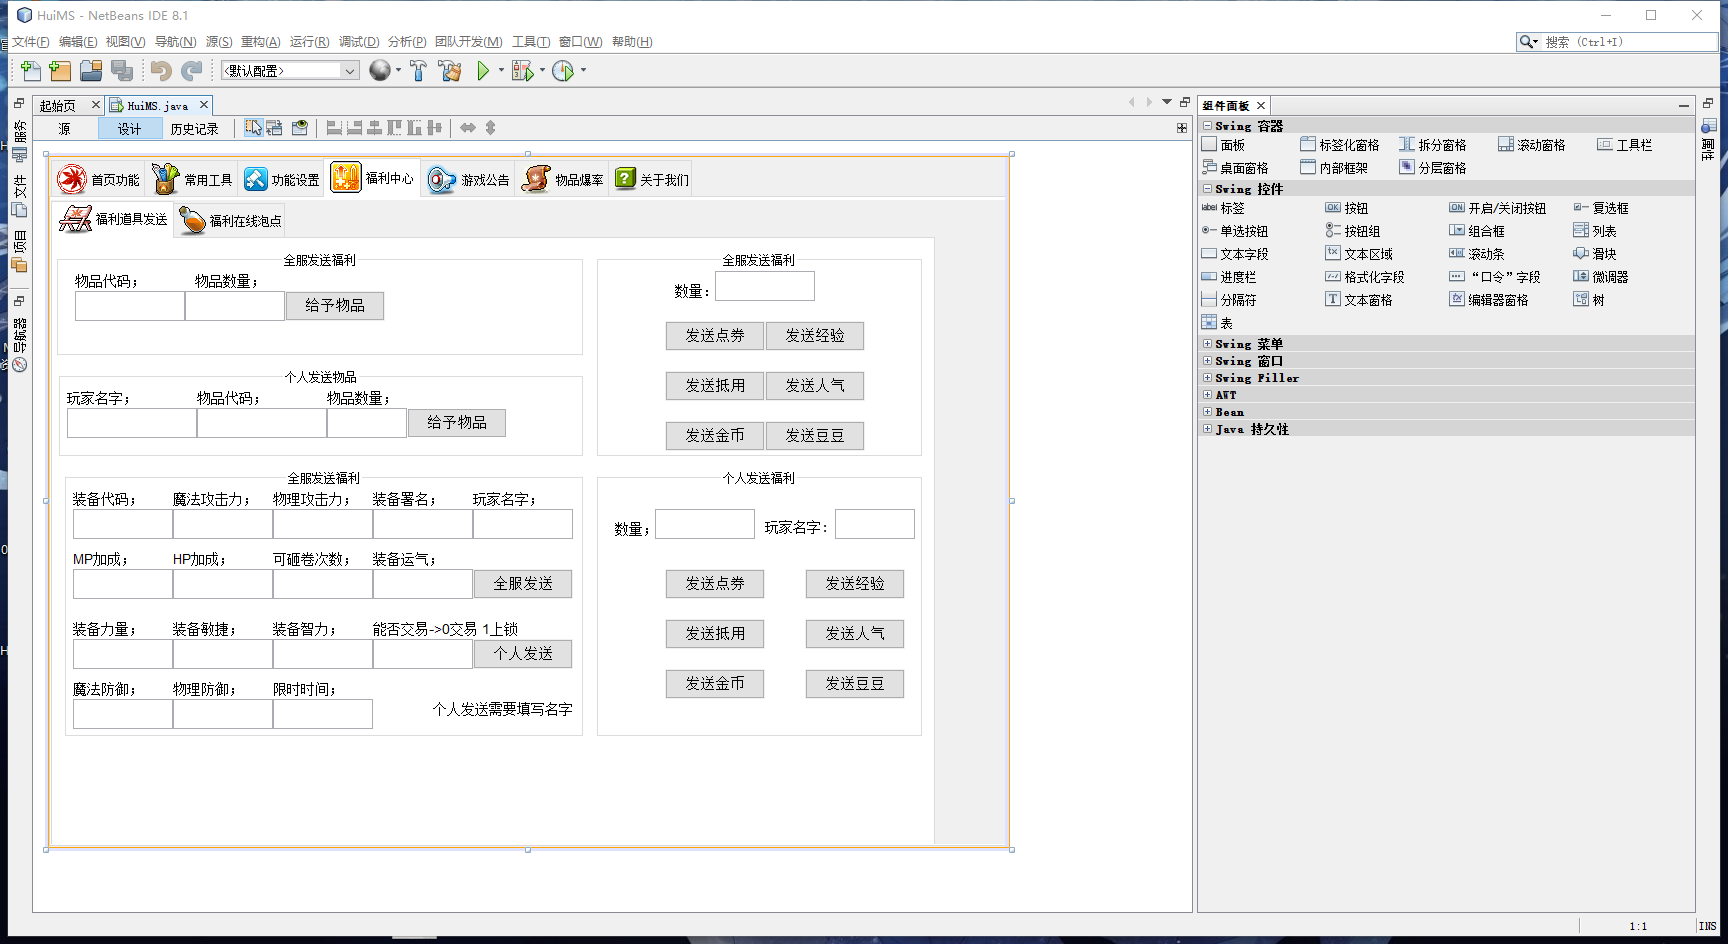 HuiMS - NetBeans IDE 8.1
文件(F) 编辑(E) 视图(V) 导航(N) 源(S) 重构(A) 运行(R) 调试(D) 分析(P) 团队开发(M) 工具(T) 窗口(W) 帮助(H)
搜索 (Ctrl+I)
<默认配置>
起始页 HuiMS.java
源 设计 历史记录
服务
文件
项目
导航器
首页功能 常用工具 功能设置 福利中心 游戏公告 物品爆率 关于我们
福利道具发送 福利在线泡点
全服发送福利
物品代码； 物品数量；
给予物品
个人发送物品
玩家名字； 物品代码； 物品数量；
给予物品
全服发送福利
装备代码； 魔法攻击力； 物理攻击力； 装备署名； 玩家名字；
MP加成； HP加成； 可砸卷次数； 装备运气；
全服发送
装备力量； 装备敏捷； 装备智力； 能否交易->0交易 1上锁
个人发送
魔法防御； 物理防御； 限时时间；
个人发送需要填写名字
全服发送福利
数量：
发送点券 发送经验
发送抵用 发送人气
发送金币 发送豆豆
个人发送福利
数量； 玩家名字：
发送点券 发送经验
发送抵用 发送人气
发送金币 发送豆豆
组件面板
Swing 容器
面板 标签化窗格 拆分窗格 滚动窗格 工具栏
桌面窗格 内部框架 分层窗格
Swing 控件
label 标签 OK 按钮 ON 开启/关闭按钮 复选框
单选按钮 按钮组 组合框 列表
文本字段 文本区域 滚动条 滑块
进度栏 格式化字段 “口令”字段 微调器
分隔符 T 文本窗格 编辑器窗格 树
表
Swing 菜单
Swing 窗口
Swing Filler
AWT
Bean
Java 持久性
属性
1:1 INS